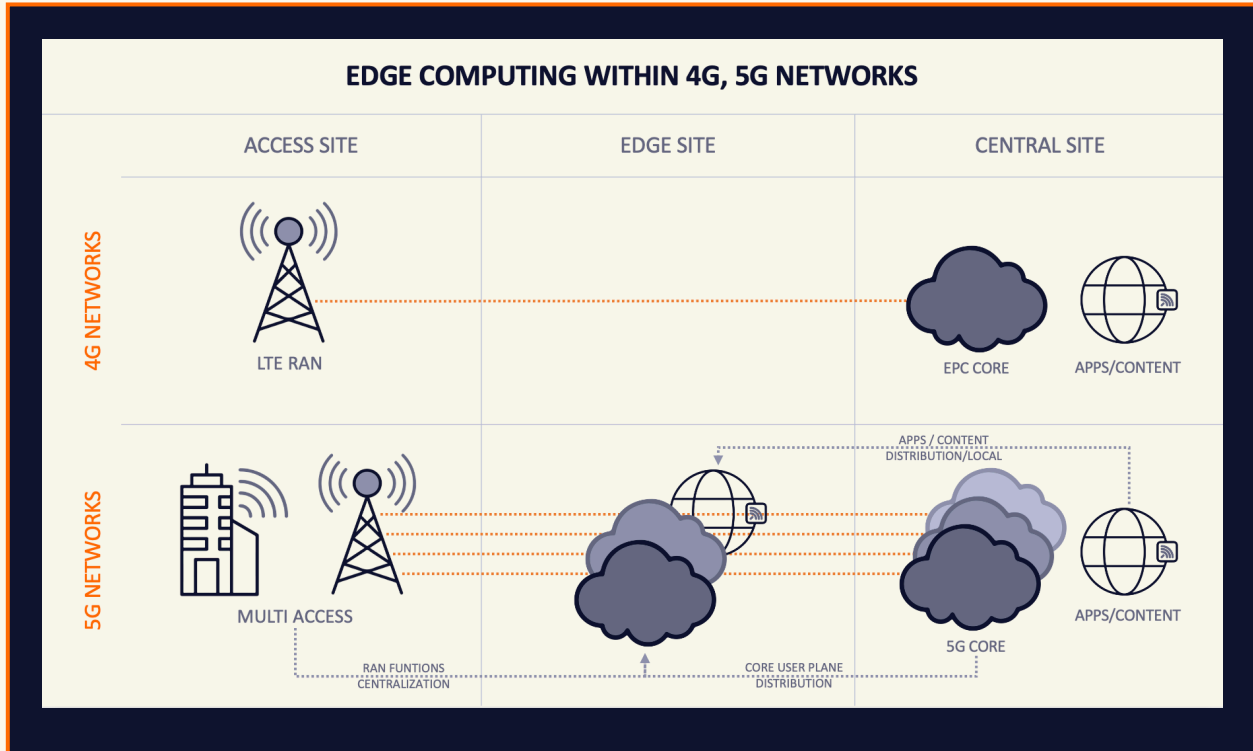 EDGE COMPUTING WITHIN 4G, 5G NETWORKS
ACCESS SITE
EDGE SITE
CENTRAL SITE
4G NETWORKS
LTE RAN
EPC CORE
APPS/CONTENT
5G NETWORKS
APPS / CONTENT
DISTRIBUTION/LOCAL
MULTI ACCESS
5G CORE
APPS/CONTENT
RAN FUNTIONS
CENTRALIZATION
CORE USER PLANE
DISTRIBUTION